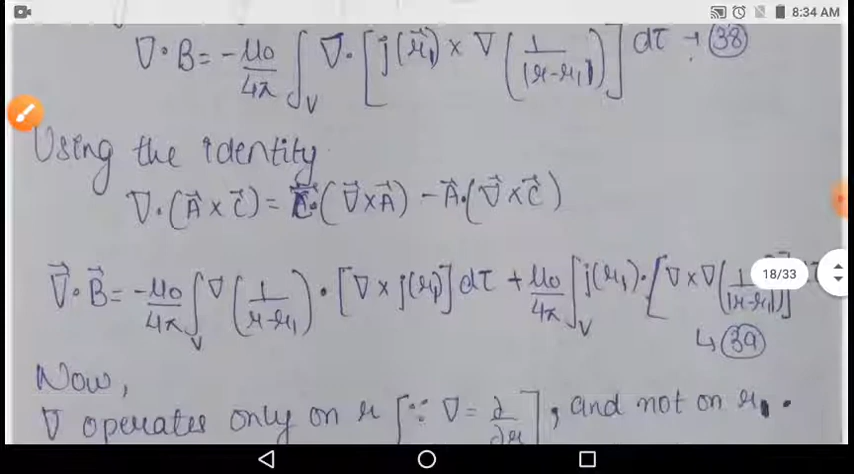 8:34 AM
∇·B = -μ₀/4π ∫_V ∇·[j(r⃗₁) × ∇(1/(|r-r₁|))] dτ → (38)
Using the identity
∇·(A⃗ × C⃗) = C⃗·(∇⃗×A⃗) - A⃗·(∇⃗×C⃗)
∇⃗·B⃗ = -μ₀/4π ∫_V ∇(1/r-r₁)·[∇ × j(r₁)] dτ + μ₀/4π ∫_V j(r₁)·[∇×∇(1/|r-r₁|)]
18/33
↳ (39)
Now,
∇ operates only on r [∵ ∇ = ∂/∂r], and not on r₁.